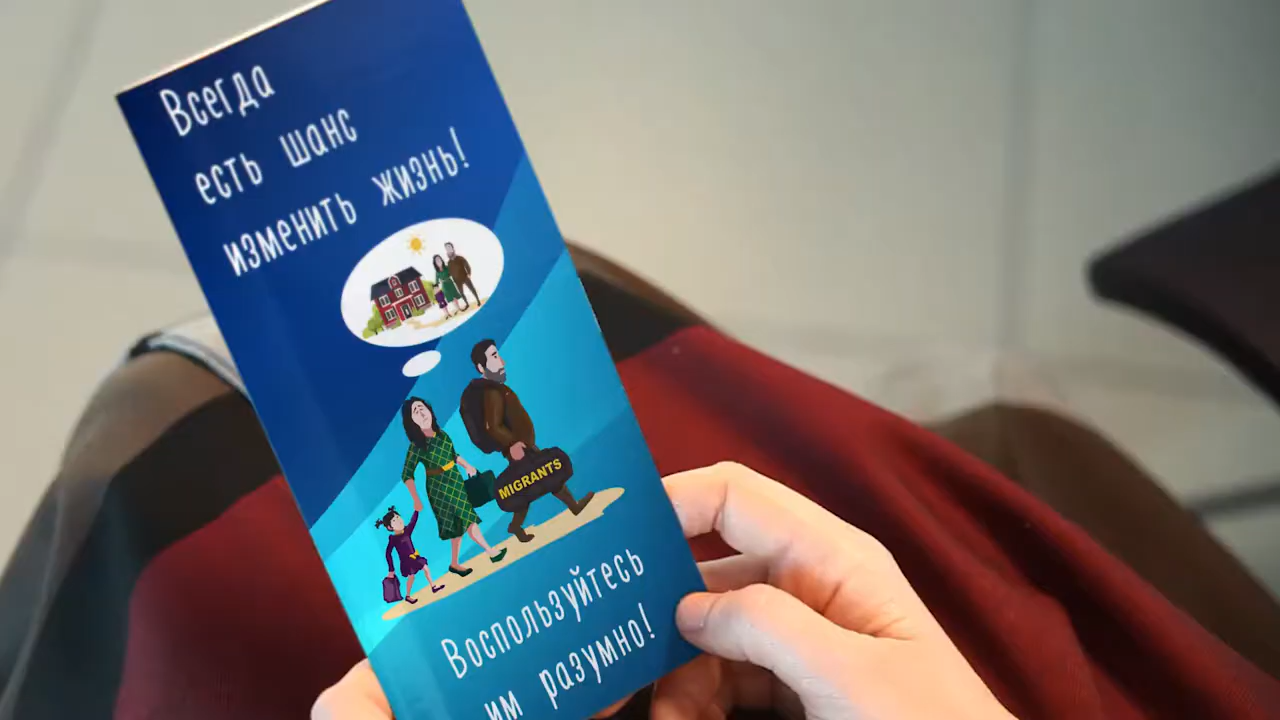 Всегда
есть шанс
изменить жизнь!
MIGRANTS
Воспользуйтесь
им разумно!